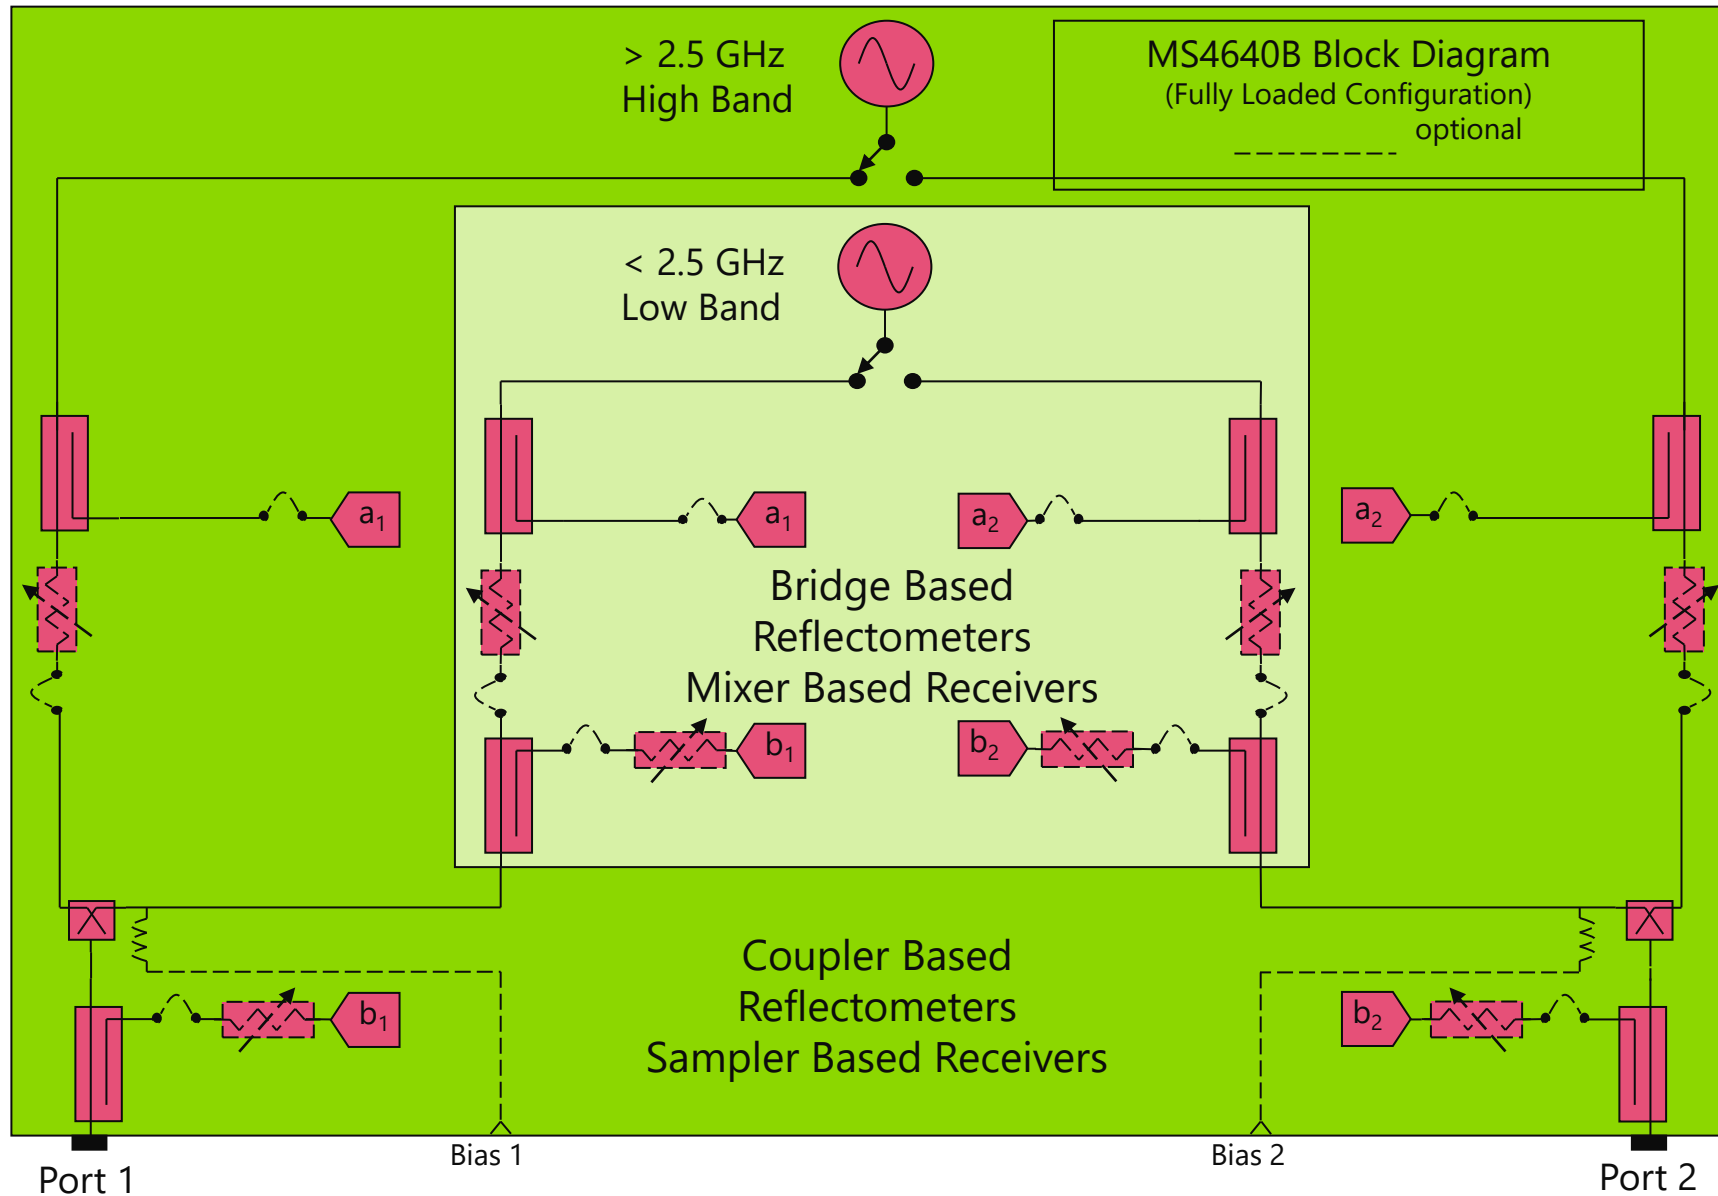 > 2.5 GHz
High Band
MS4640B Block Diagram
(Fully Loaded Configuration)
optional
< 2.5 GHz
Low Band
a1
a1
a2
a2
Bridge Based
Reflectometers
Mixer Based Receivers
b1
b2
Coupler Based
Reflectometers
Sampler Based Receivers
b1
b2
Bias 1
Bias 2
Port 1
Port 2